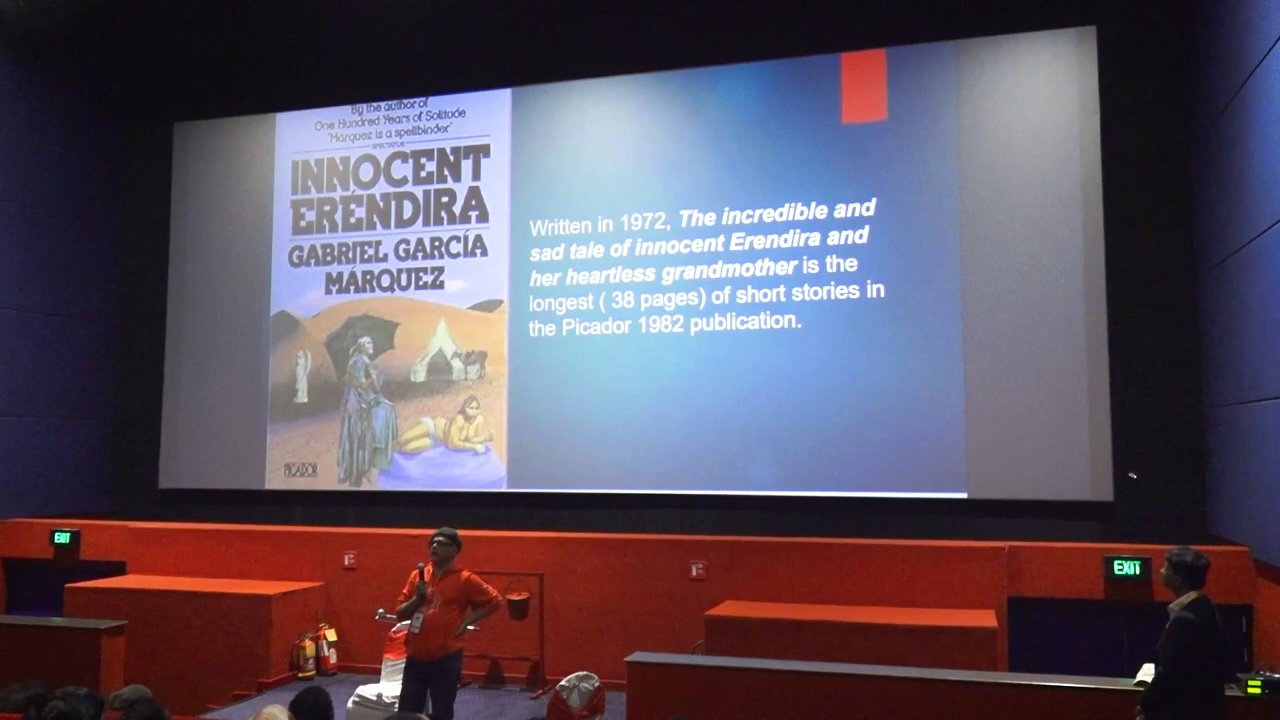 By the author of
One Hundred Years of Solitude
'Márquez is a spellbinder'
SPECTATOR
INNOCENT
ERÉNDIRA
GABRIEL GARCÍA
MÁRQUEZ
PICADOR
Written in 1972, The incredible and
sad tale of innocent Erendira and
her heartless grandmother is the
longest ( 38 pages) of short stories in
the Picador 1982 publication.
EXIT
EXIT